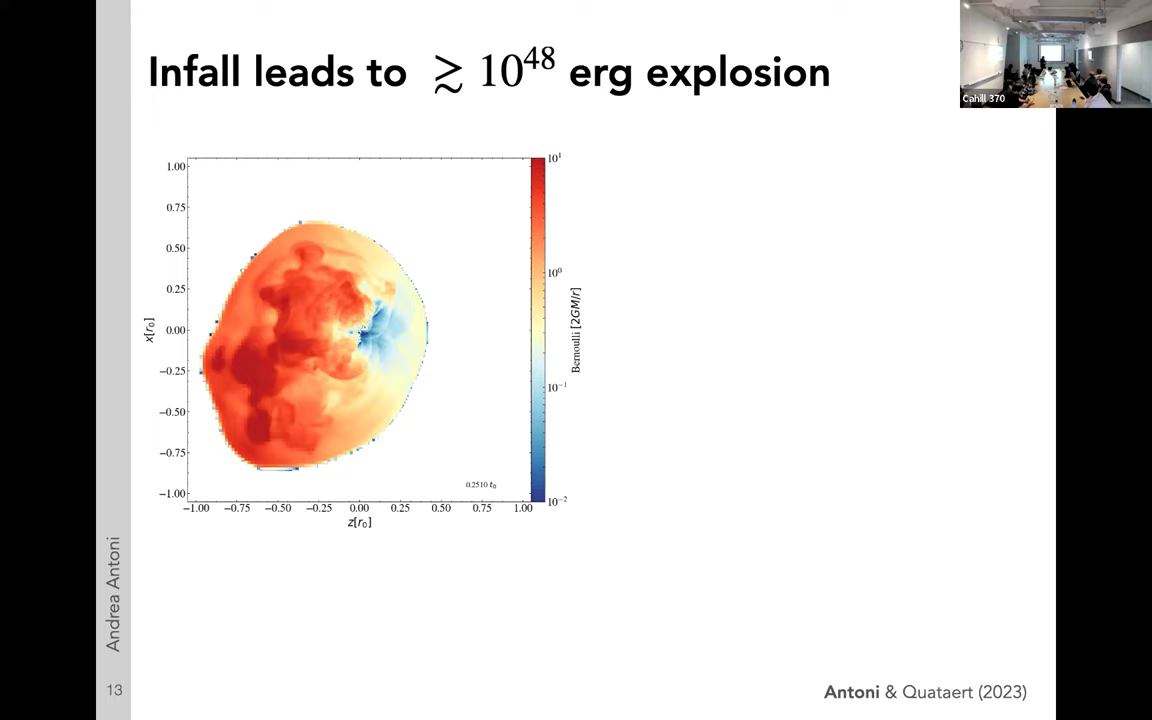 Infall leads to ≳ 10⁴⁸ erg explosion
Cahill 370
1.00
0.75
0.50
0.25
0.00
−0.25
−0.50
−0.75
−1.00
x[r₀]
−1.00 −0.75 −0.50 −0.25 0.00 0.25 0.50 0.75 1.00
z[r₀]
0.2510 t₀
10¹
10⁰
10⁻¹
10⁻²
Bernoulli [2GM/r]
Andrea Antoni
13
Antoni & Quataert (2023)